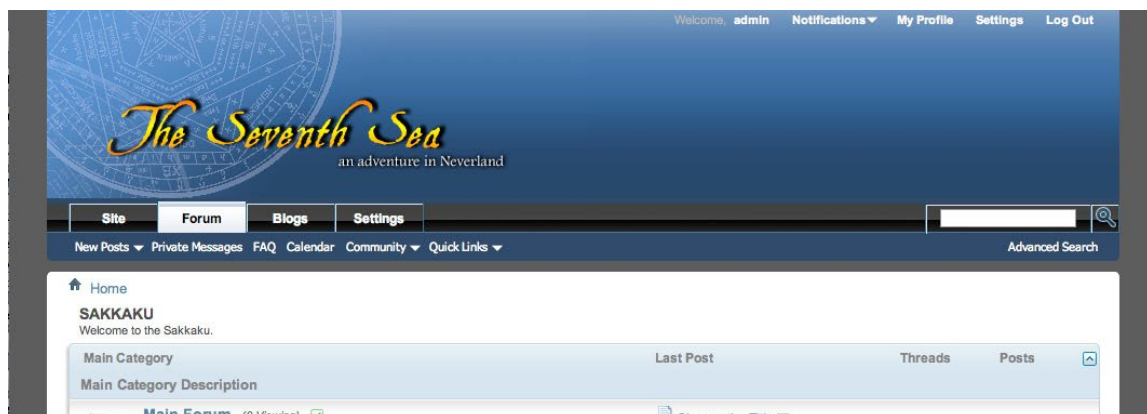 Welcome, admin Notifications My Profile Settings Log Out
The Seventh Sea
an adventure in Neverland
Site Forum Blogs Settings
New Posts Private Messages FAQ Calendar Community Quick Links Advanced Search
Home
SAKKAKU
Welcome to the Sakkaku.
Main Category Last Post Threads Posts
Main Category Description
Main Forum